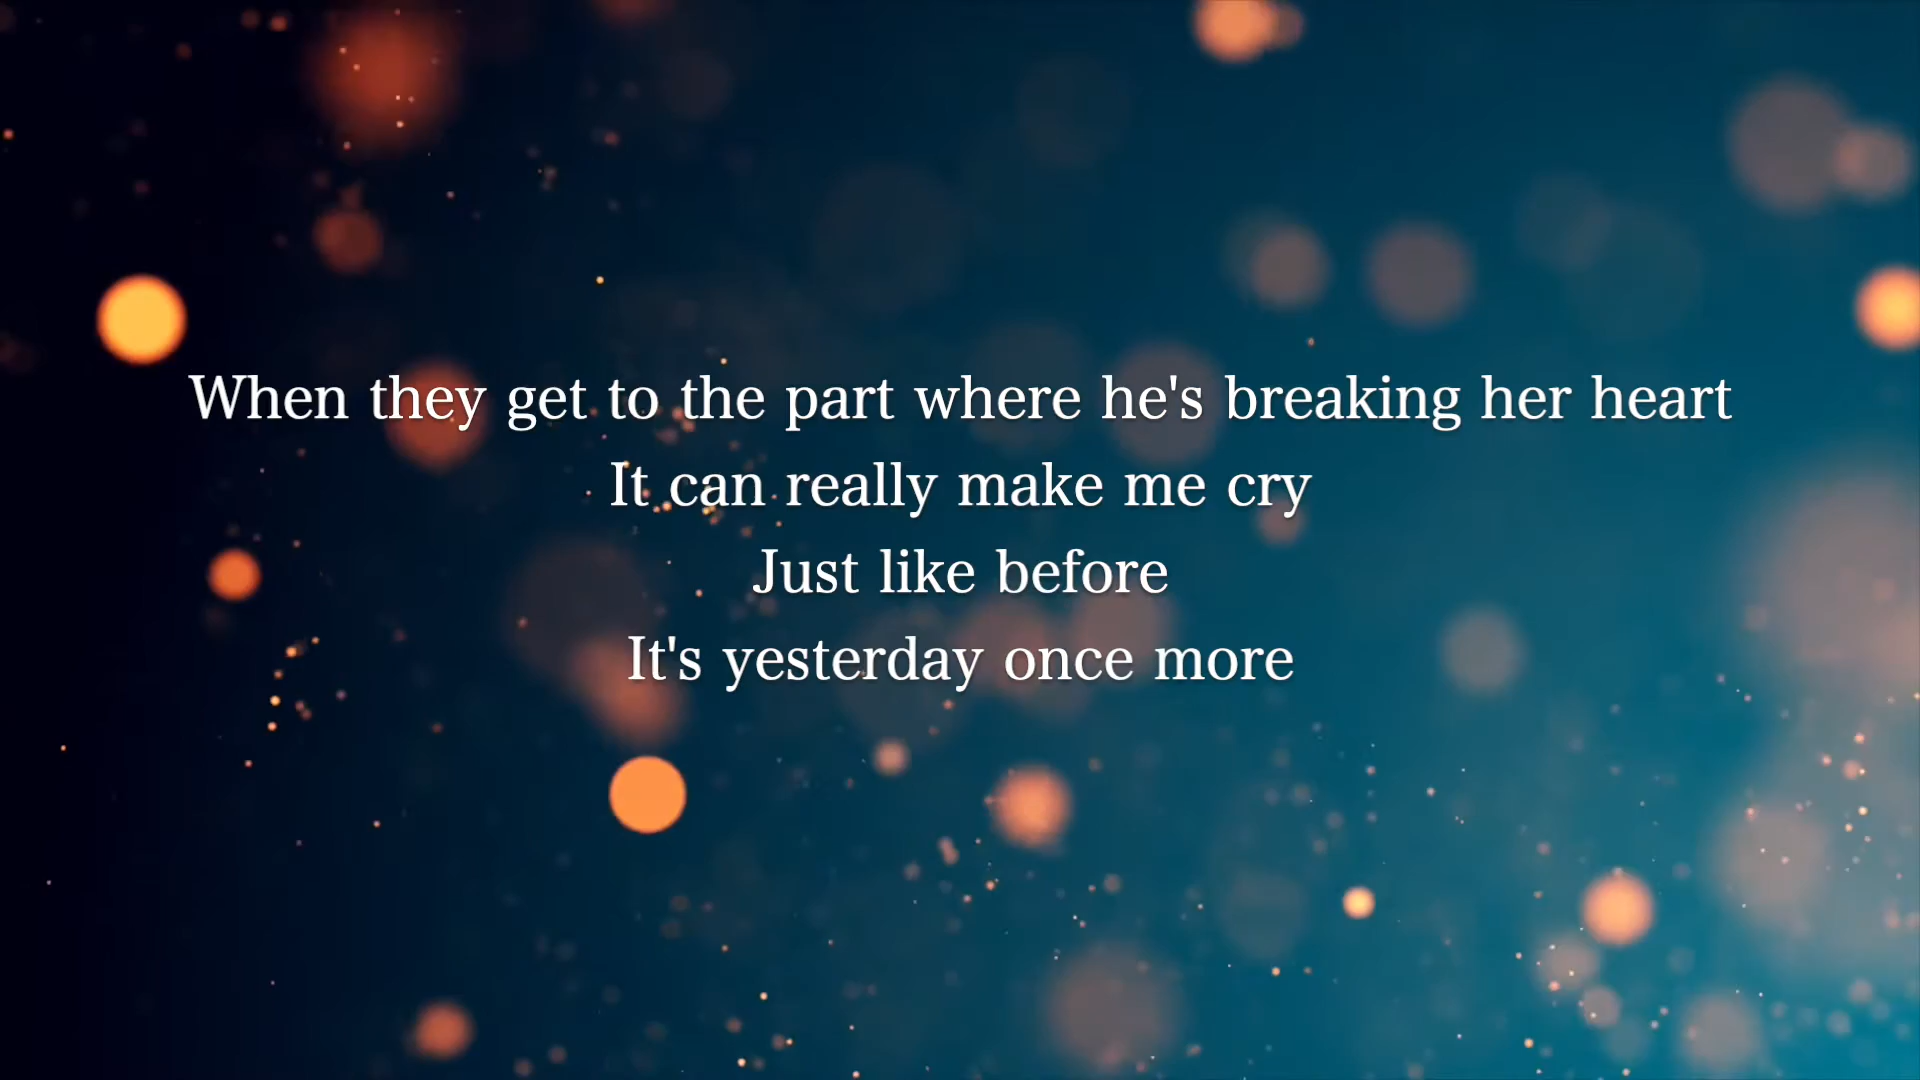 When they get to the part where he's breaking her heart
It can really make me cry
Just like before
It's yesterday once more